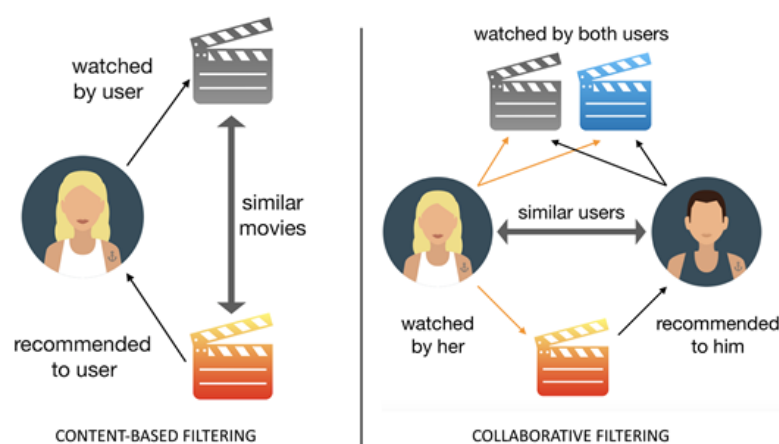 watched
by user
similar
movies
recommended
to user
CONTENT-BASED FILTERING
watched by both users
similar users
watched
by her
recommended
to him
COLLABORATIVE FILTERING